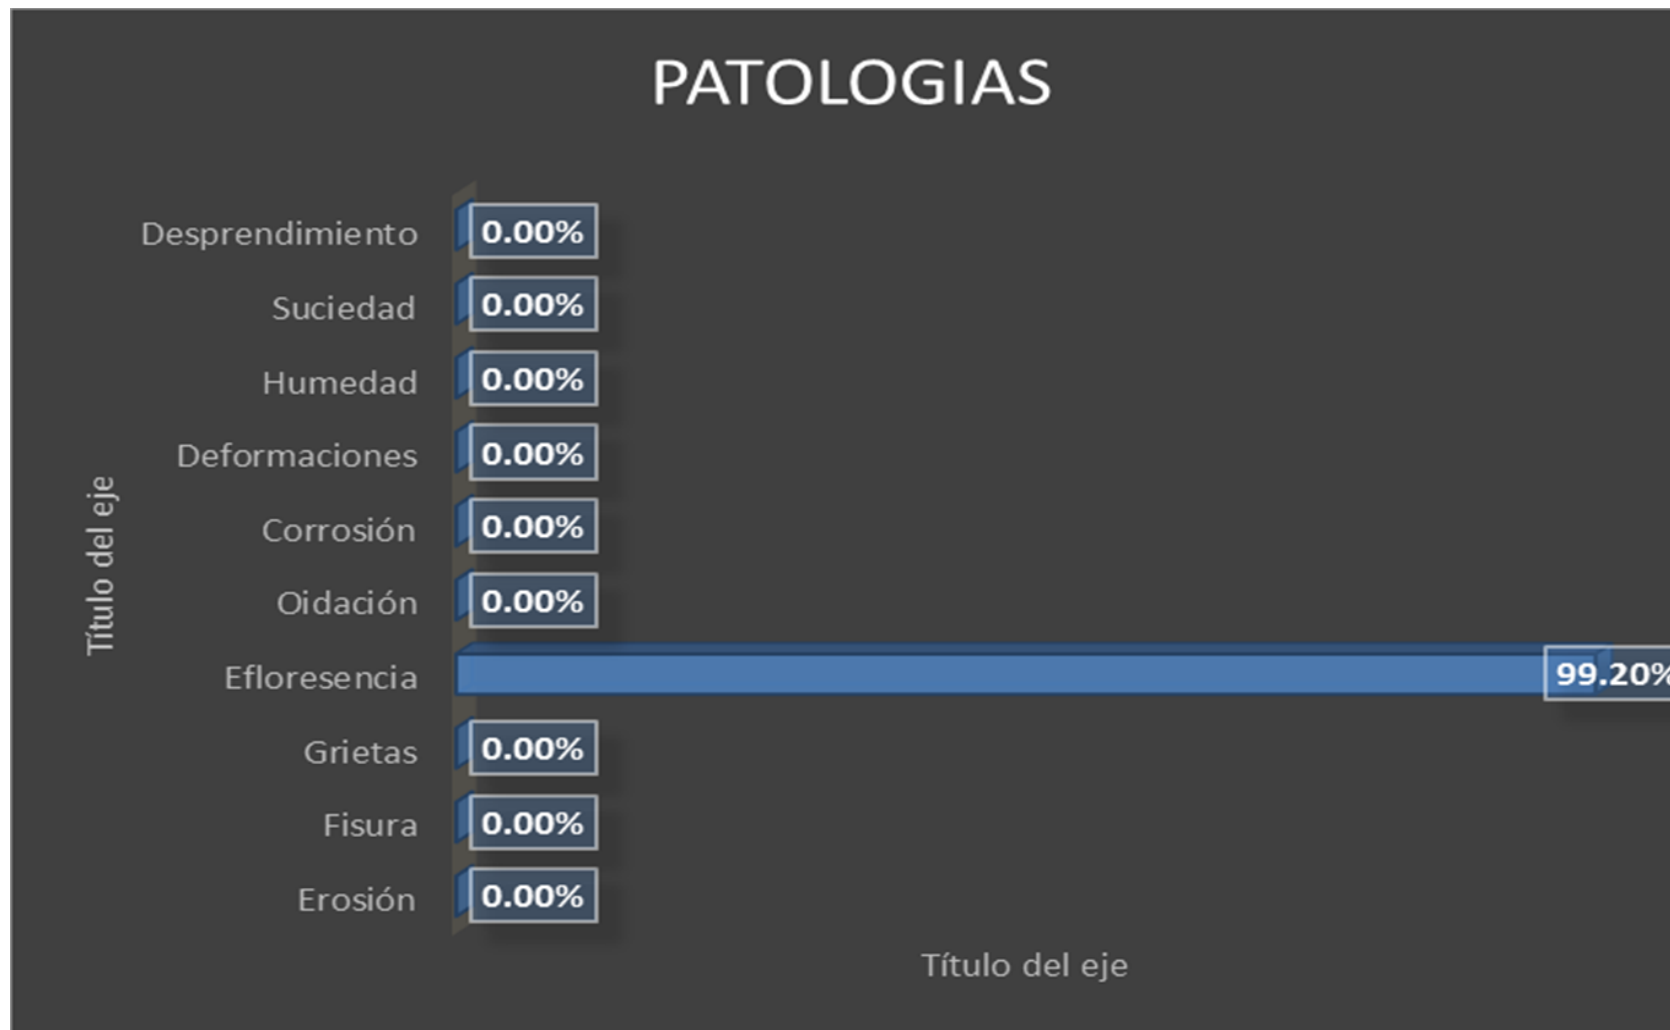 PATOLOGIAS
Desprendimiento 0.00%
Suciedad 0.00%
Humedad 0.00%
Deformaciones 0.00%
Corrosión 0.00%
Oidación 0.00%
Efloresencia 99.20%
Grietas 0.00%
Fisura 0.00%
Erosión 0.00%
Título del eje
Título del eje